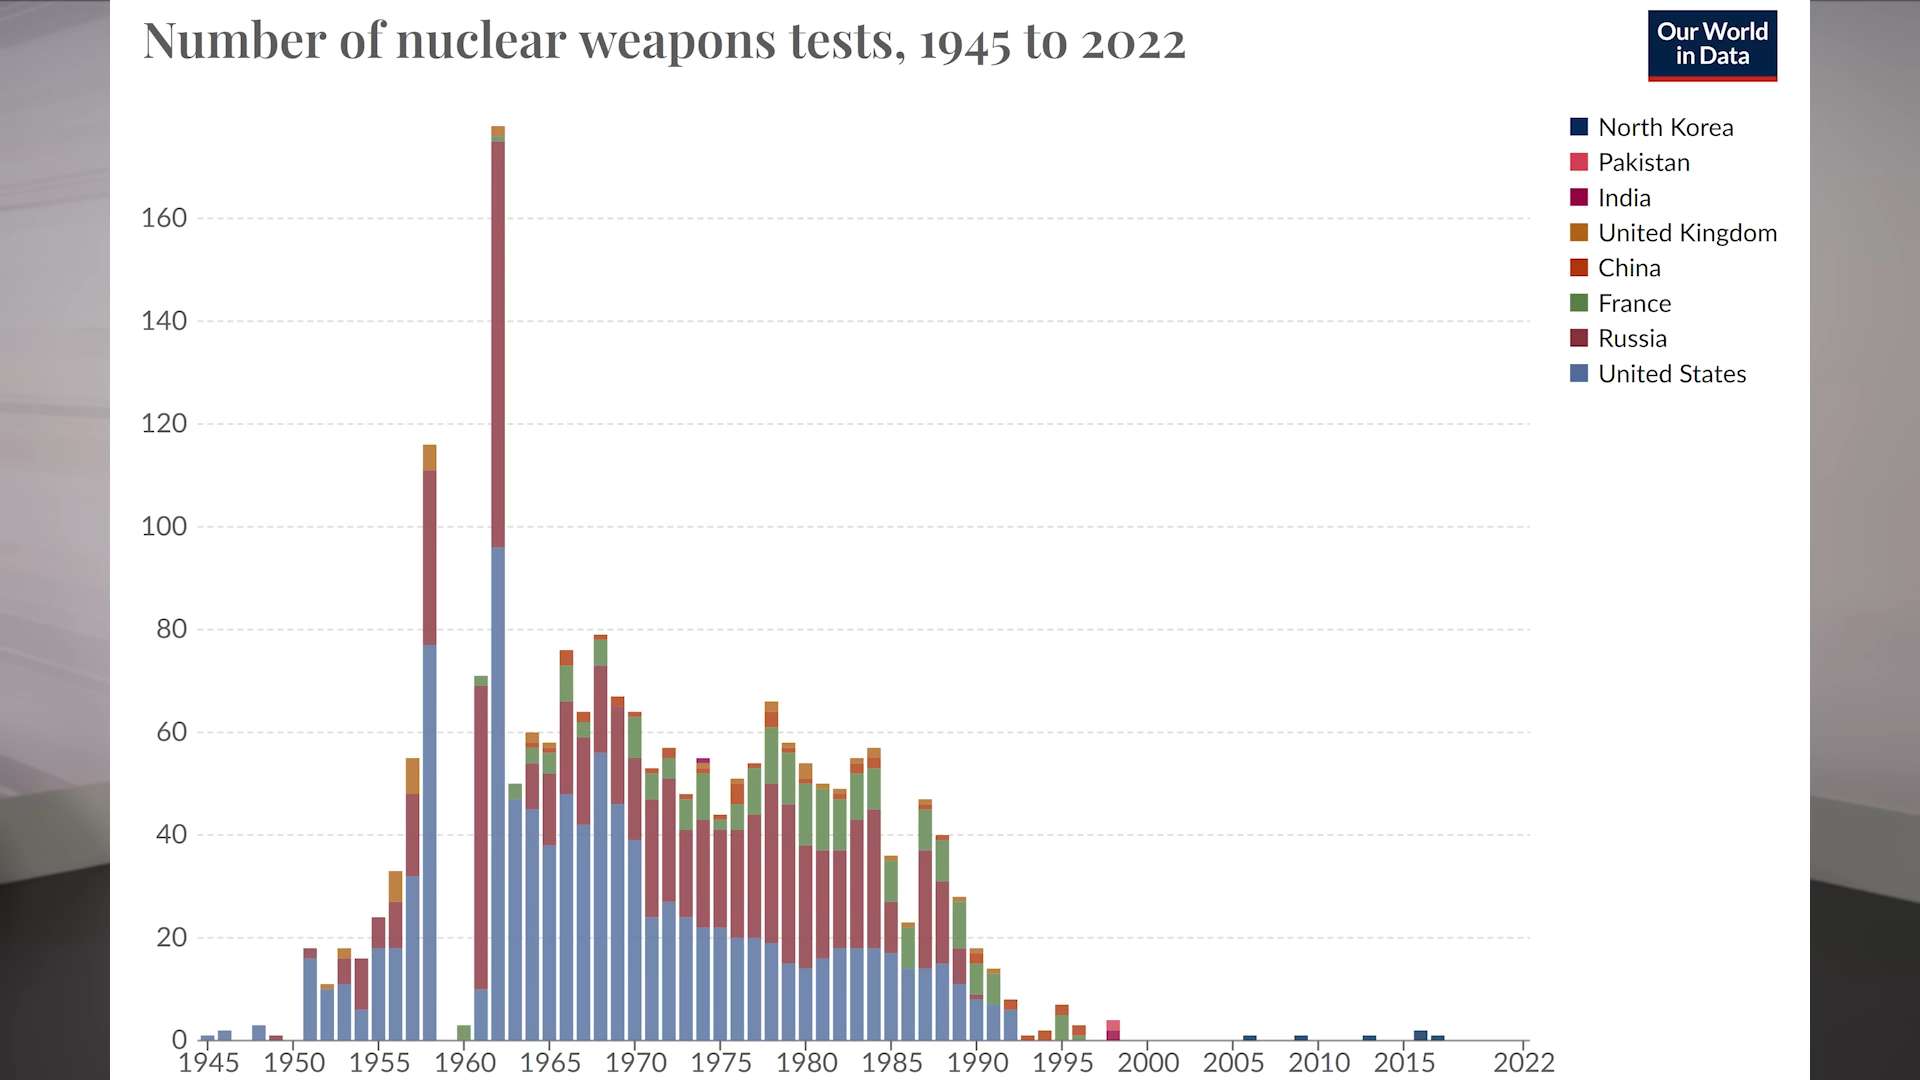 Number of nuclear weapons tests, 1945 to 2022
Our World
in Data
North Korea
Pakistan
India
United Kingdom
China
France
Russia
United States
160
140
120
100
80
60
40
20
0
1945 1950 1955 1960 1965 1970 1975 1980 1985 1990 1995 2000 2005 2010 2015 2022